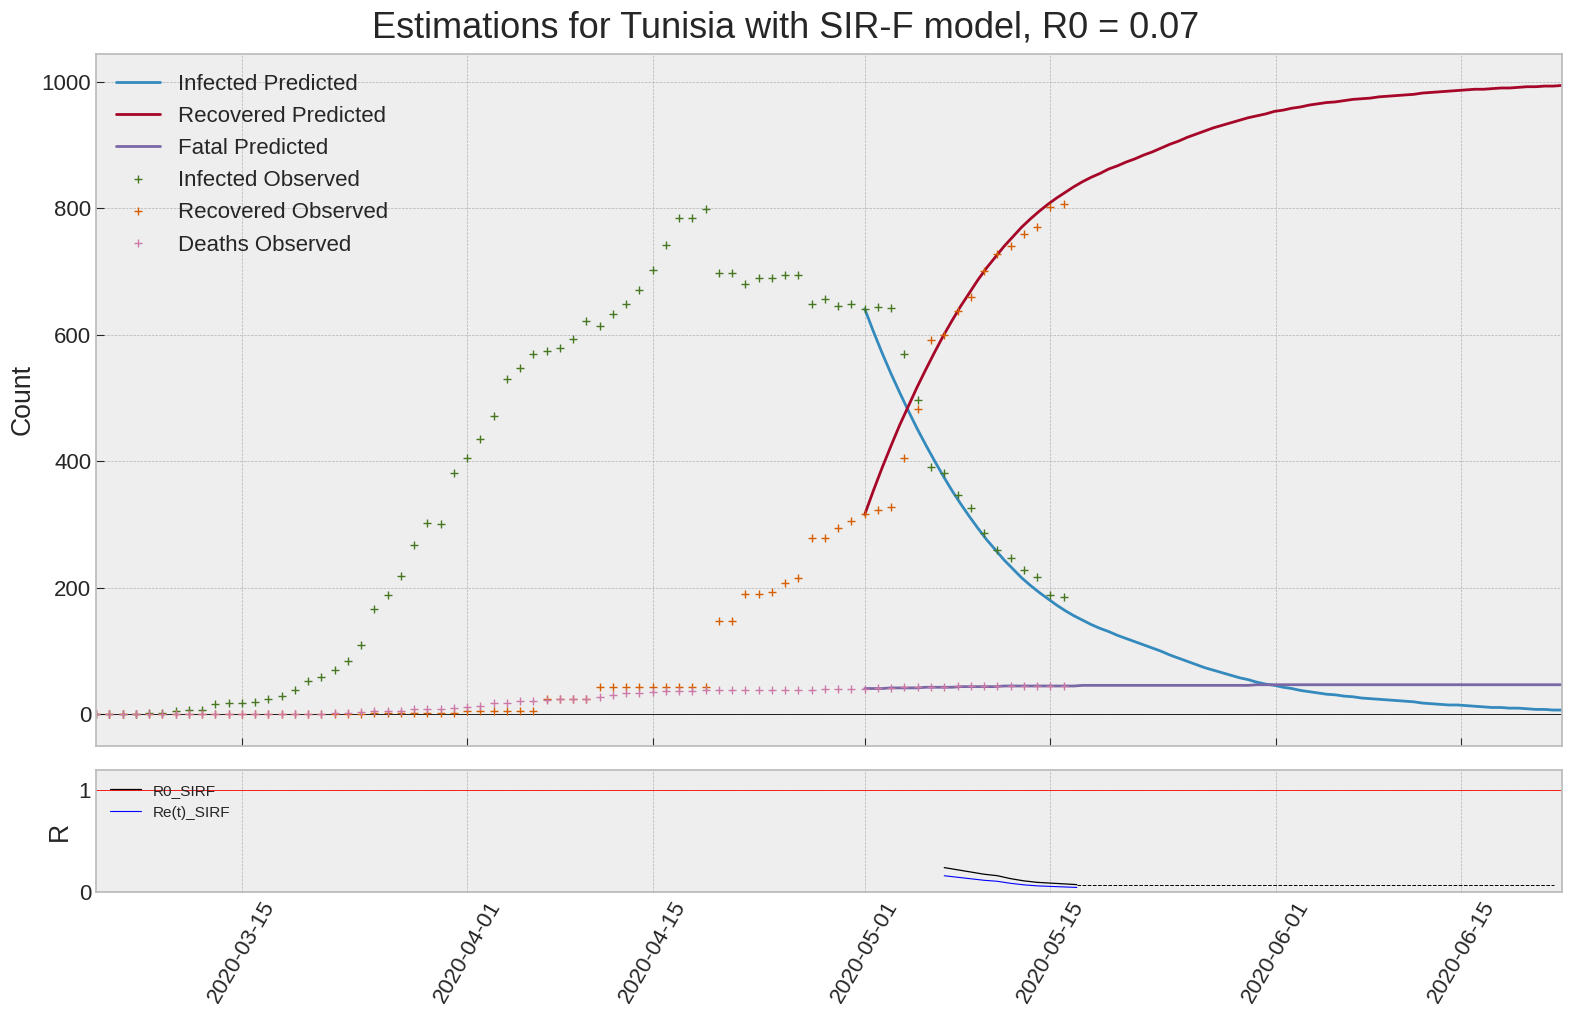 Estimations for Tunisia with SIR-F model, R0 = 0.07
1000
800
600
400
200
0
Count
Infected Predicted
Recovered Predicted
Fatal Predicted
Infected Observed
Recovered Observed
Deaths Observed
1
0
R
R0_SIRF
Re(t)_SIRF
2020-03-15
2020-04-01
2020-04-15
2020-05-01
2020-05-15
2020-06-01
2020-06-15